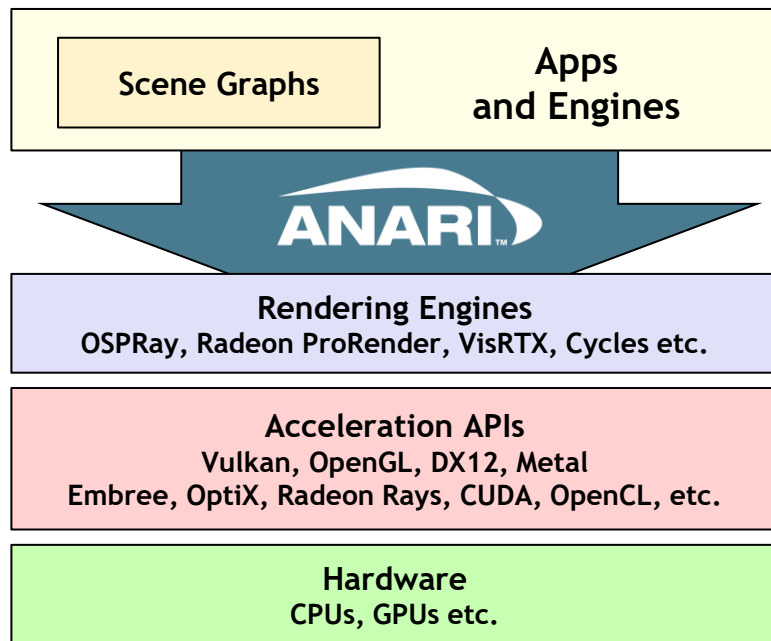 Scene Graphs
Apps
and Engines
ANARI™
Rendering Engines
OSPRay, Radeon ProRender, VisRTX, Cycles etc.
Acceleration APIs
Vulkan, OpenGL, DX12, Metal
Embree, OptiX, Radeon Rays, CUDA, OpenCL, etc.
Hardware
CPUs, GPUs etc.